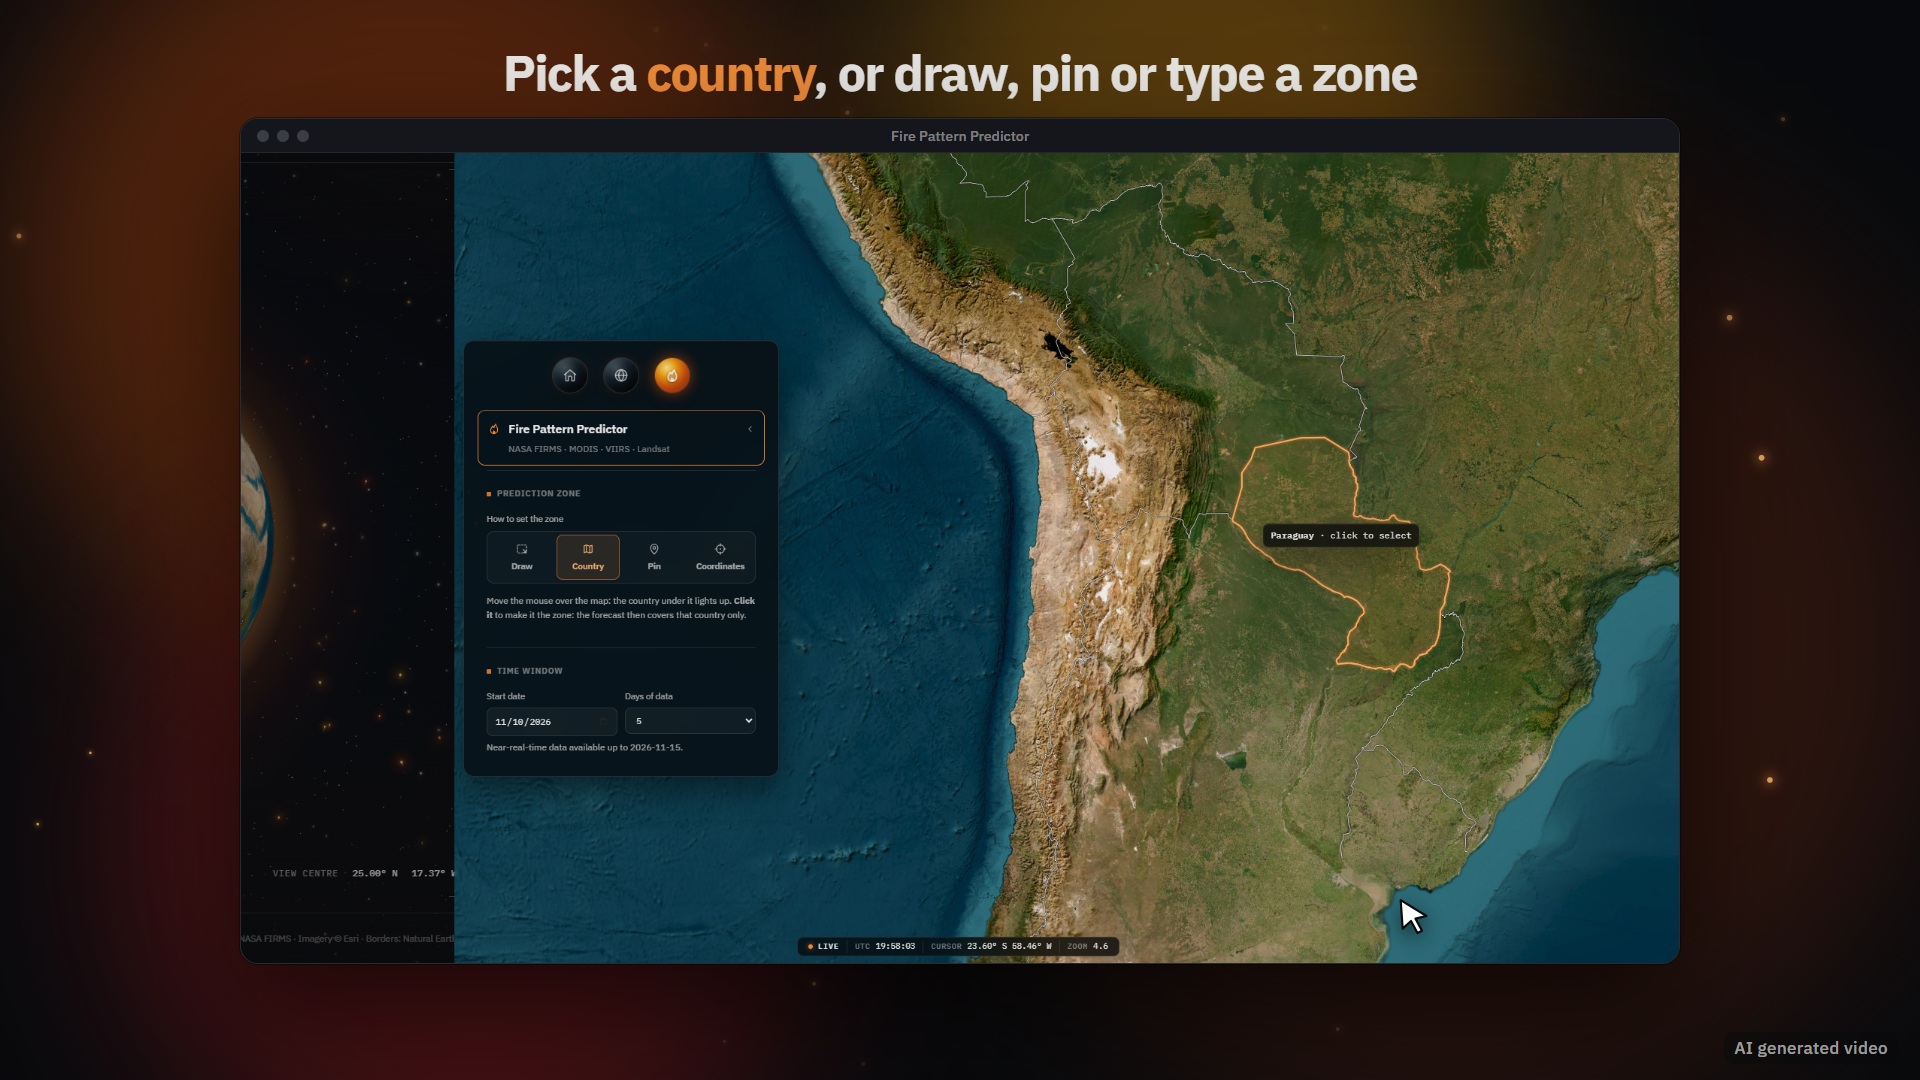 Pick a country, or draw, pin or type a zone
Fire Pattern Predictor
Fire Pattern Predictor
NASA FIRMS · MODIS · VIIRS · Landsat
PREDICTION ZONE
How to set the zone
Draw
Country
Pin
Coordinates
Move the mouse over the map: the country under it lights up. Click
it to make it the zone: the forecast then covers that country only.
TIME WINDOW
Start date
Days of data
11/10/2026
5
Near-real-time data available up to 2026-11-15.
Paraguay · click to select
VIEW CENTRE 25.00° N 17.37° W
NASA FIRMS · Imagery © Esri · Borders: Natural Earth
LIVE UTC 19:58:03 CURSOR 23.60° S 58.46° W ZOOM 4.6
AI generated video